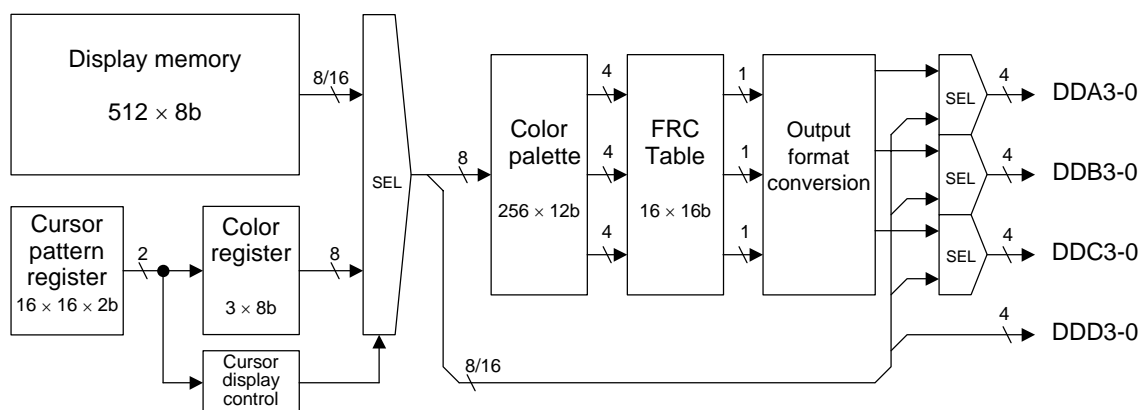 Display memory
512 × 8b
8/16
SEL
Cursor
pattern
register
16 × 16 × 2b
2
Color
register
3 × 8b
8
Cursor
display
control
8
8/16
Color
palette
256 × 12b
4
4
4
FRC
Table
16 × 16b
1
1
1
Output
format
conversion
SEL
SEL
SEL
4
DDA3-0
4
DDB3-0
4
DDC3-0
4
DDD3-0